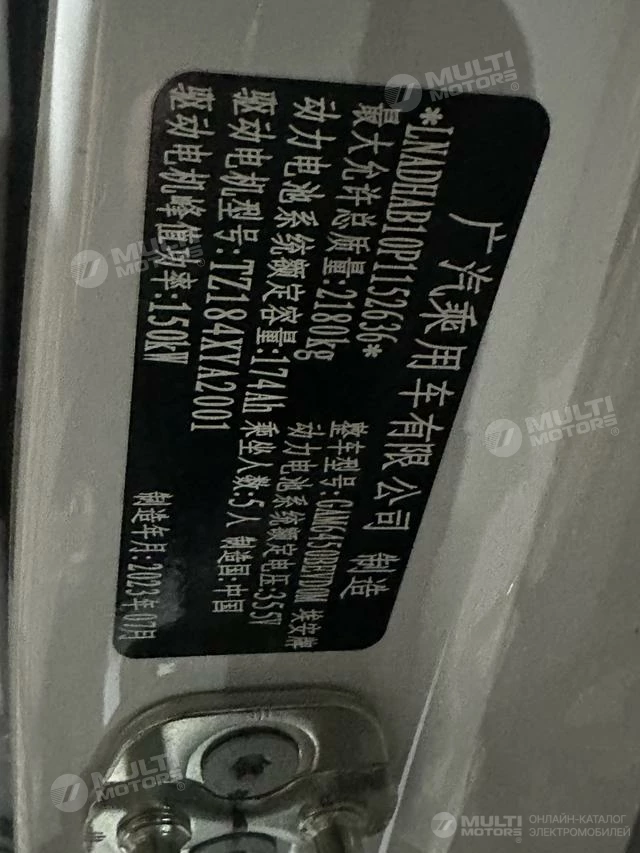 广汽乘用车有限公司 制造
*LNADHAB10P1152636*
整车型号:GAM6450BEVD0M 埃安牌
最大允许总质量:2180kg
动力电池系统额定电压:355V
动力电池系统额定容量:174Ah 乘坐人数:5人 制造国:中国
驱动电机型号:TZ184XYA2001
驱动电机峰值功率:150kW
制造年月:2023年07月
MULTI MOTORS®
MULTI MOTORS®
MULTI MOTORS®
MULTI MOTORS®
MULTI MOTORS®
ОНЛАЙН-КАТАЛОГ
ЭЛЕКТРОМОБИЛЕЙ